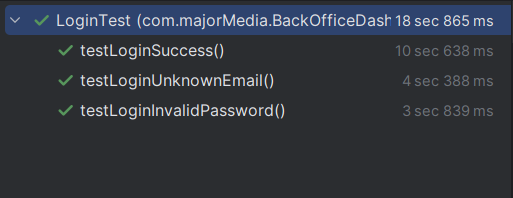 LoginTest (com.majorMedia.BackOfficeDash 18 sec 865 ms
testLoginSuccess() 10 sec 638 ms
testLoginUnknownEmail() 4 sec 388 ms
testLoginInvalidPassword() 3 sec 839 ms